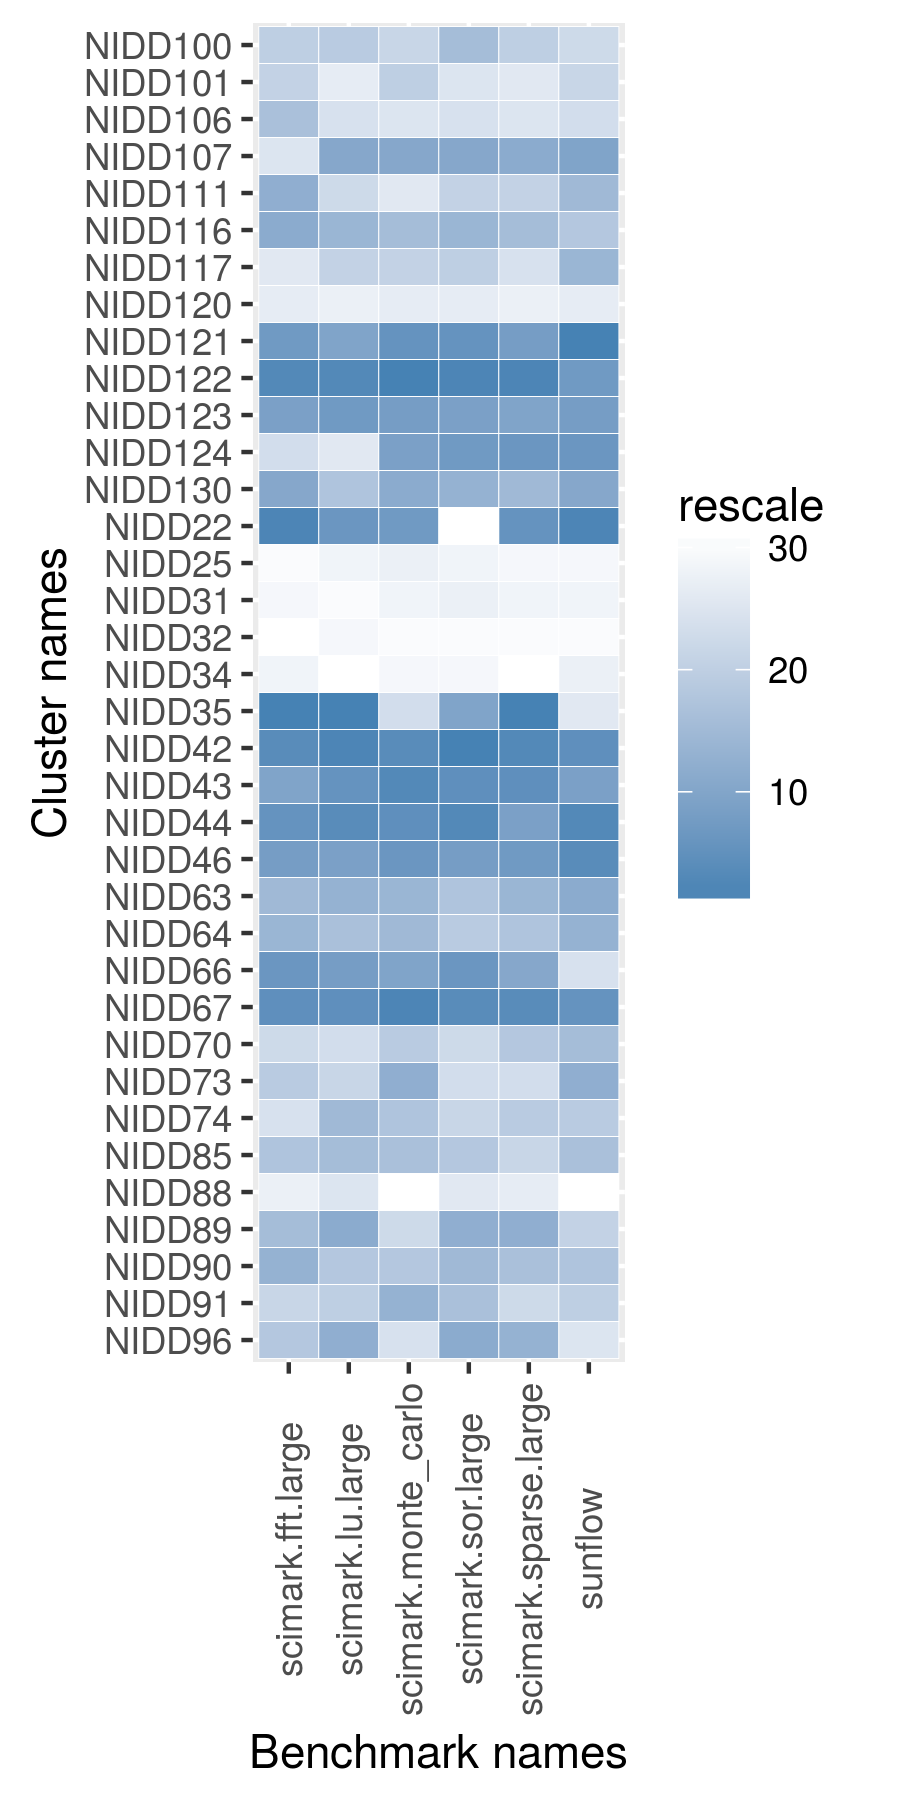 NIDD100
NIDD101
NIDD106
NIDD107
NIDD111
NIDD116
NIDD117
NIDD120
NIDD121
NIDD122
NIDD123
NIDD124
NIDD130
NIDD22
NIDD25
NIDD31
NIDD32
NIDD34
NIDD35
NIDD42
NIDD43
NIDD44
NIDD46
NIDD63
NIDD64
NIDD66
NIDD67
NIDD70
NIDD73
NIDD74
NIDD85
NIDD88
NIDD89
NIDD90
NIDD91
NIDD96
Cluster names
rescale
30
20
10
scimark.fft.large
scimark.lu.large
scimark.monte_carlo
scimark.sor.large
scimark.sparse.large
sunflow
Benchmark names